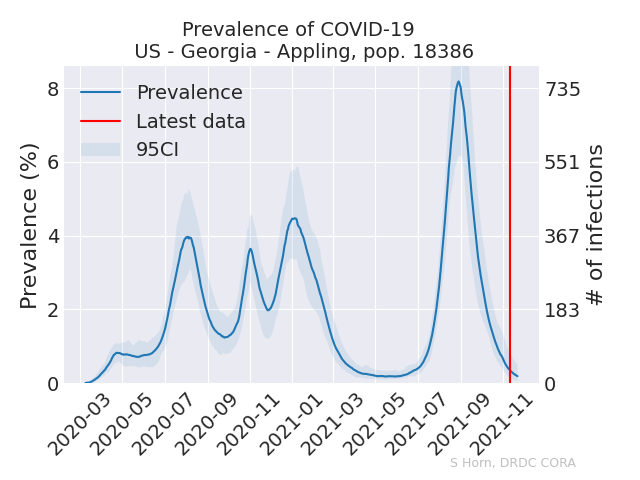 Prevalence of COVID-19
US - Georgia - Appling, pop. 18386
Prevalence
Latest data
95CI
Prevalence (%)
8
6
4
2
0
735
551
367
183
0
# of infections
2020-03
2020-05
2020-07
2020-09
2020-11
2021-01
2021-03
2021-05
2021-07
2021-09
2021-11
S Horn, DRDC CORA